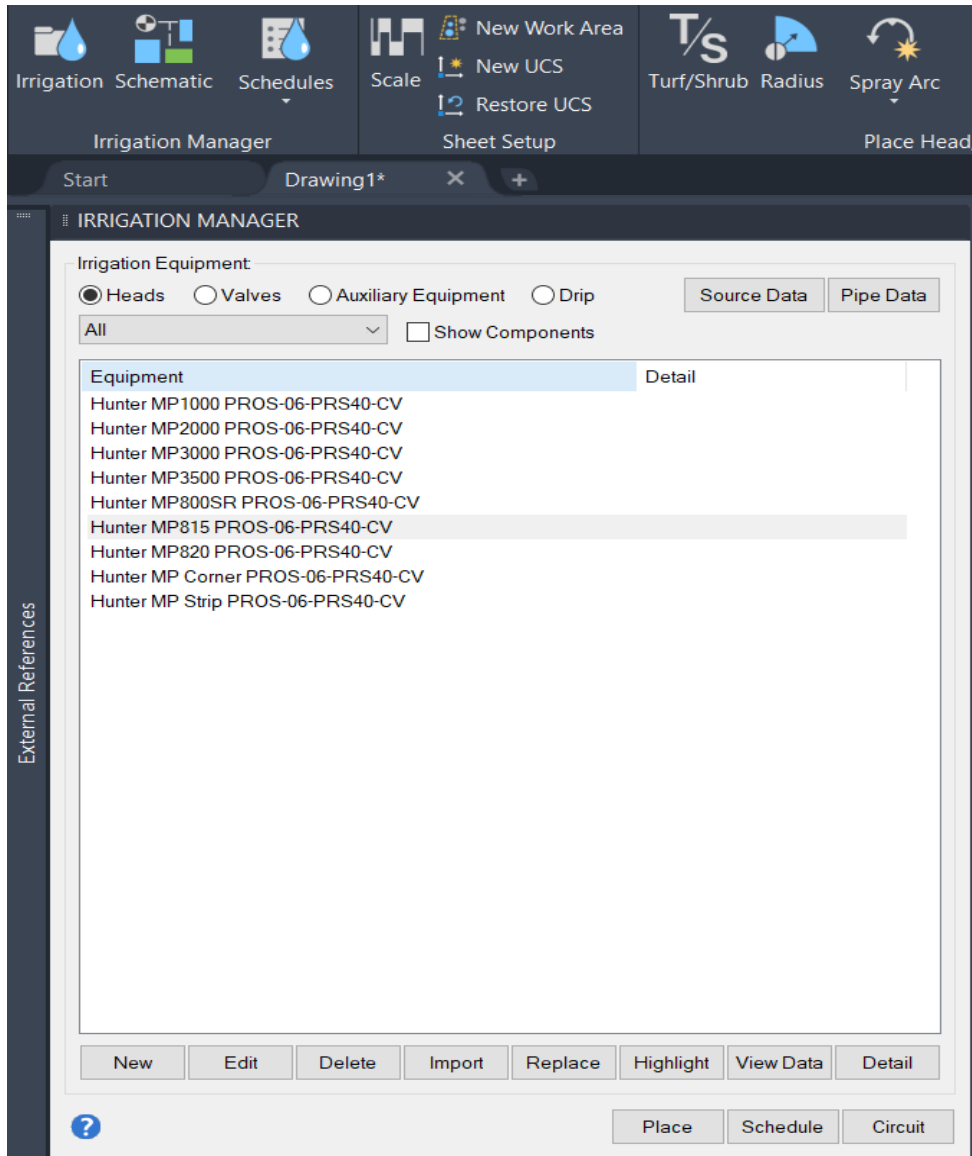 Irrigation Schematic Schedules Scale New Work Area
New UCS
Restore UCS
T/S
Turf/Shrub Radius Spray Arc
Irrigation Manager Sheet Setup Place Head
Start Drawing1*
IRRIGATION MANAGER
Irrigation Equipment:
Heads Valves Auxiliary Equipment Drip Source Data Pipe Data
All Show Components
Equipment Detail
Hunter MP1000 PROS-06-PRS40-CV
Hunter MP2000 PROS-06-PRS40-CV
Hunter MP3000 PROS-06-PRS40-CV
Hunter MP3500 PROS-06-PRS40-CV
Hunter MP800SR PROS-06-PRS40-CV
Hunter MP815 PROS-06-PRS40-CV
Hunter MP820 PROS-06-PRS40-CV
Hunter MP Corner PROS-06-PRS40-CV
Hunter MP Strip PROS-06-PRS40-CV
External References
New Edit Delete Import Replace Highlight View Data Detail
? Place Schedule Circuit